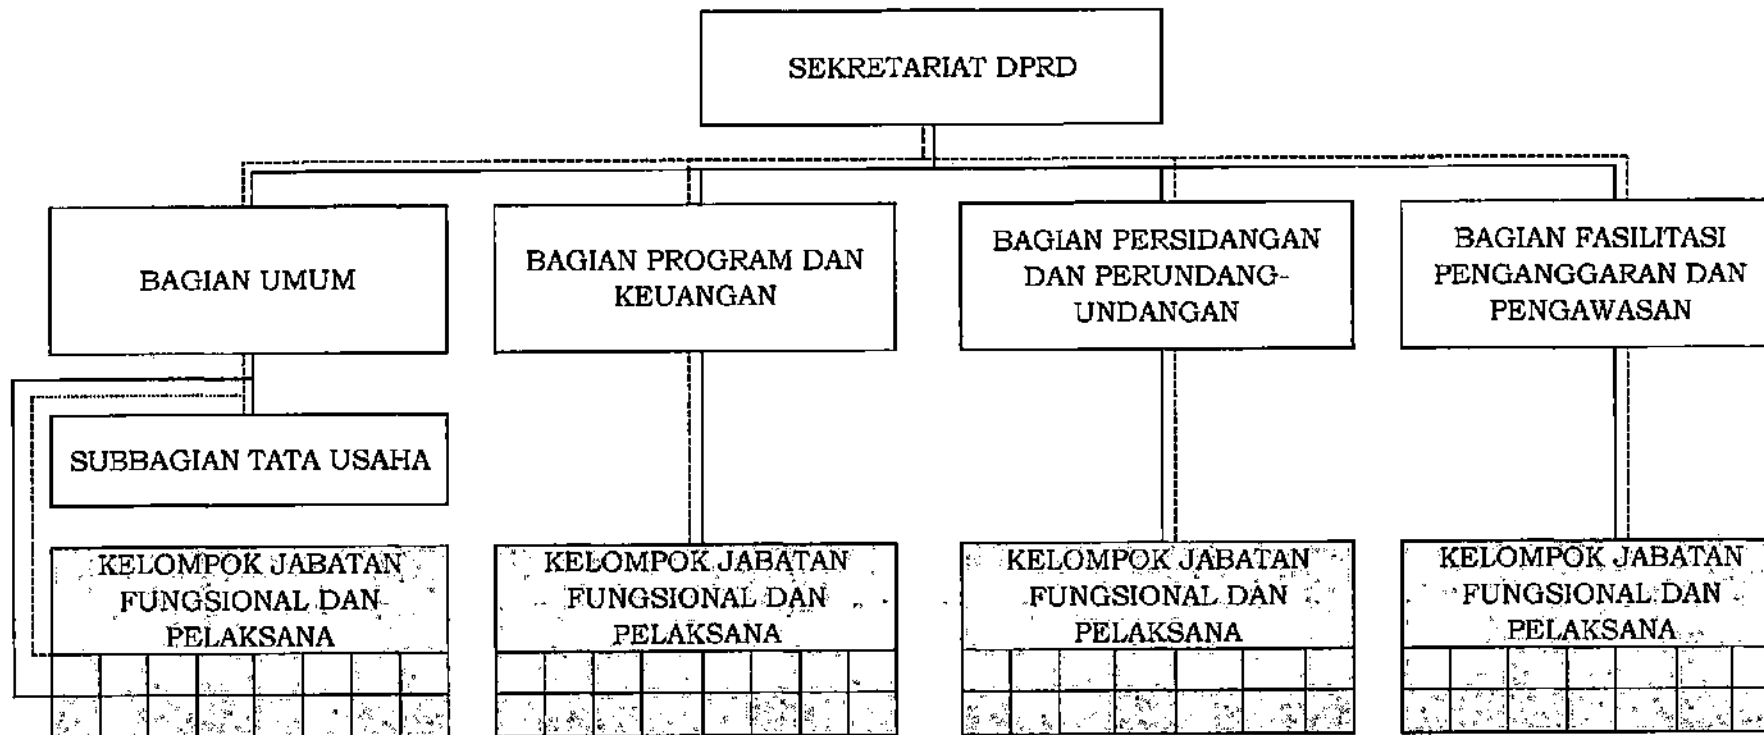 SEKRETARIAT DPRD
BAGIAN UMUM
BAGIAN PROGRAM DAN
KEUANGAN
BAGIAN PERSIDANGAN
DAN PERUNDANG-
UNDANGAN
BAGIAN FASILITASI
PENGANGGARAN DAN
PENGAWASAN
SUBBAGIAN TATA USAHA
KELOMPOK JABATAN
FUNGSIONAL DAN
PELAKSANA
KELOMPOK JABATAN
FUNGSIONAL DAN
PELAKSANA
KELOMPOK JABATAN
FUNGSIONAL DAN
PELAKSANA
KELOMPOK JABATAN
FUNGSIONAL DAN
PELAKSANA